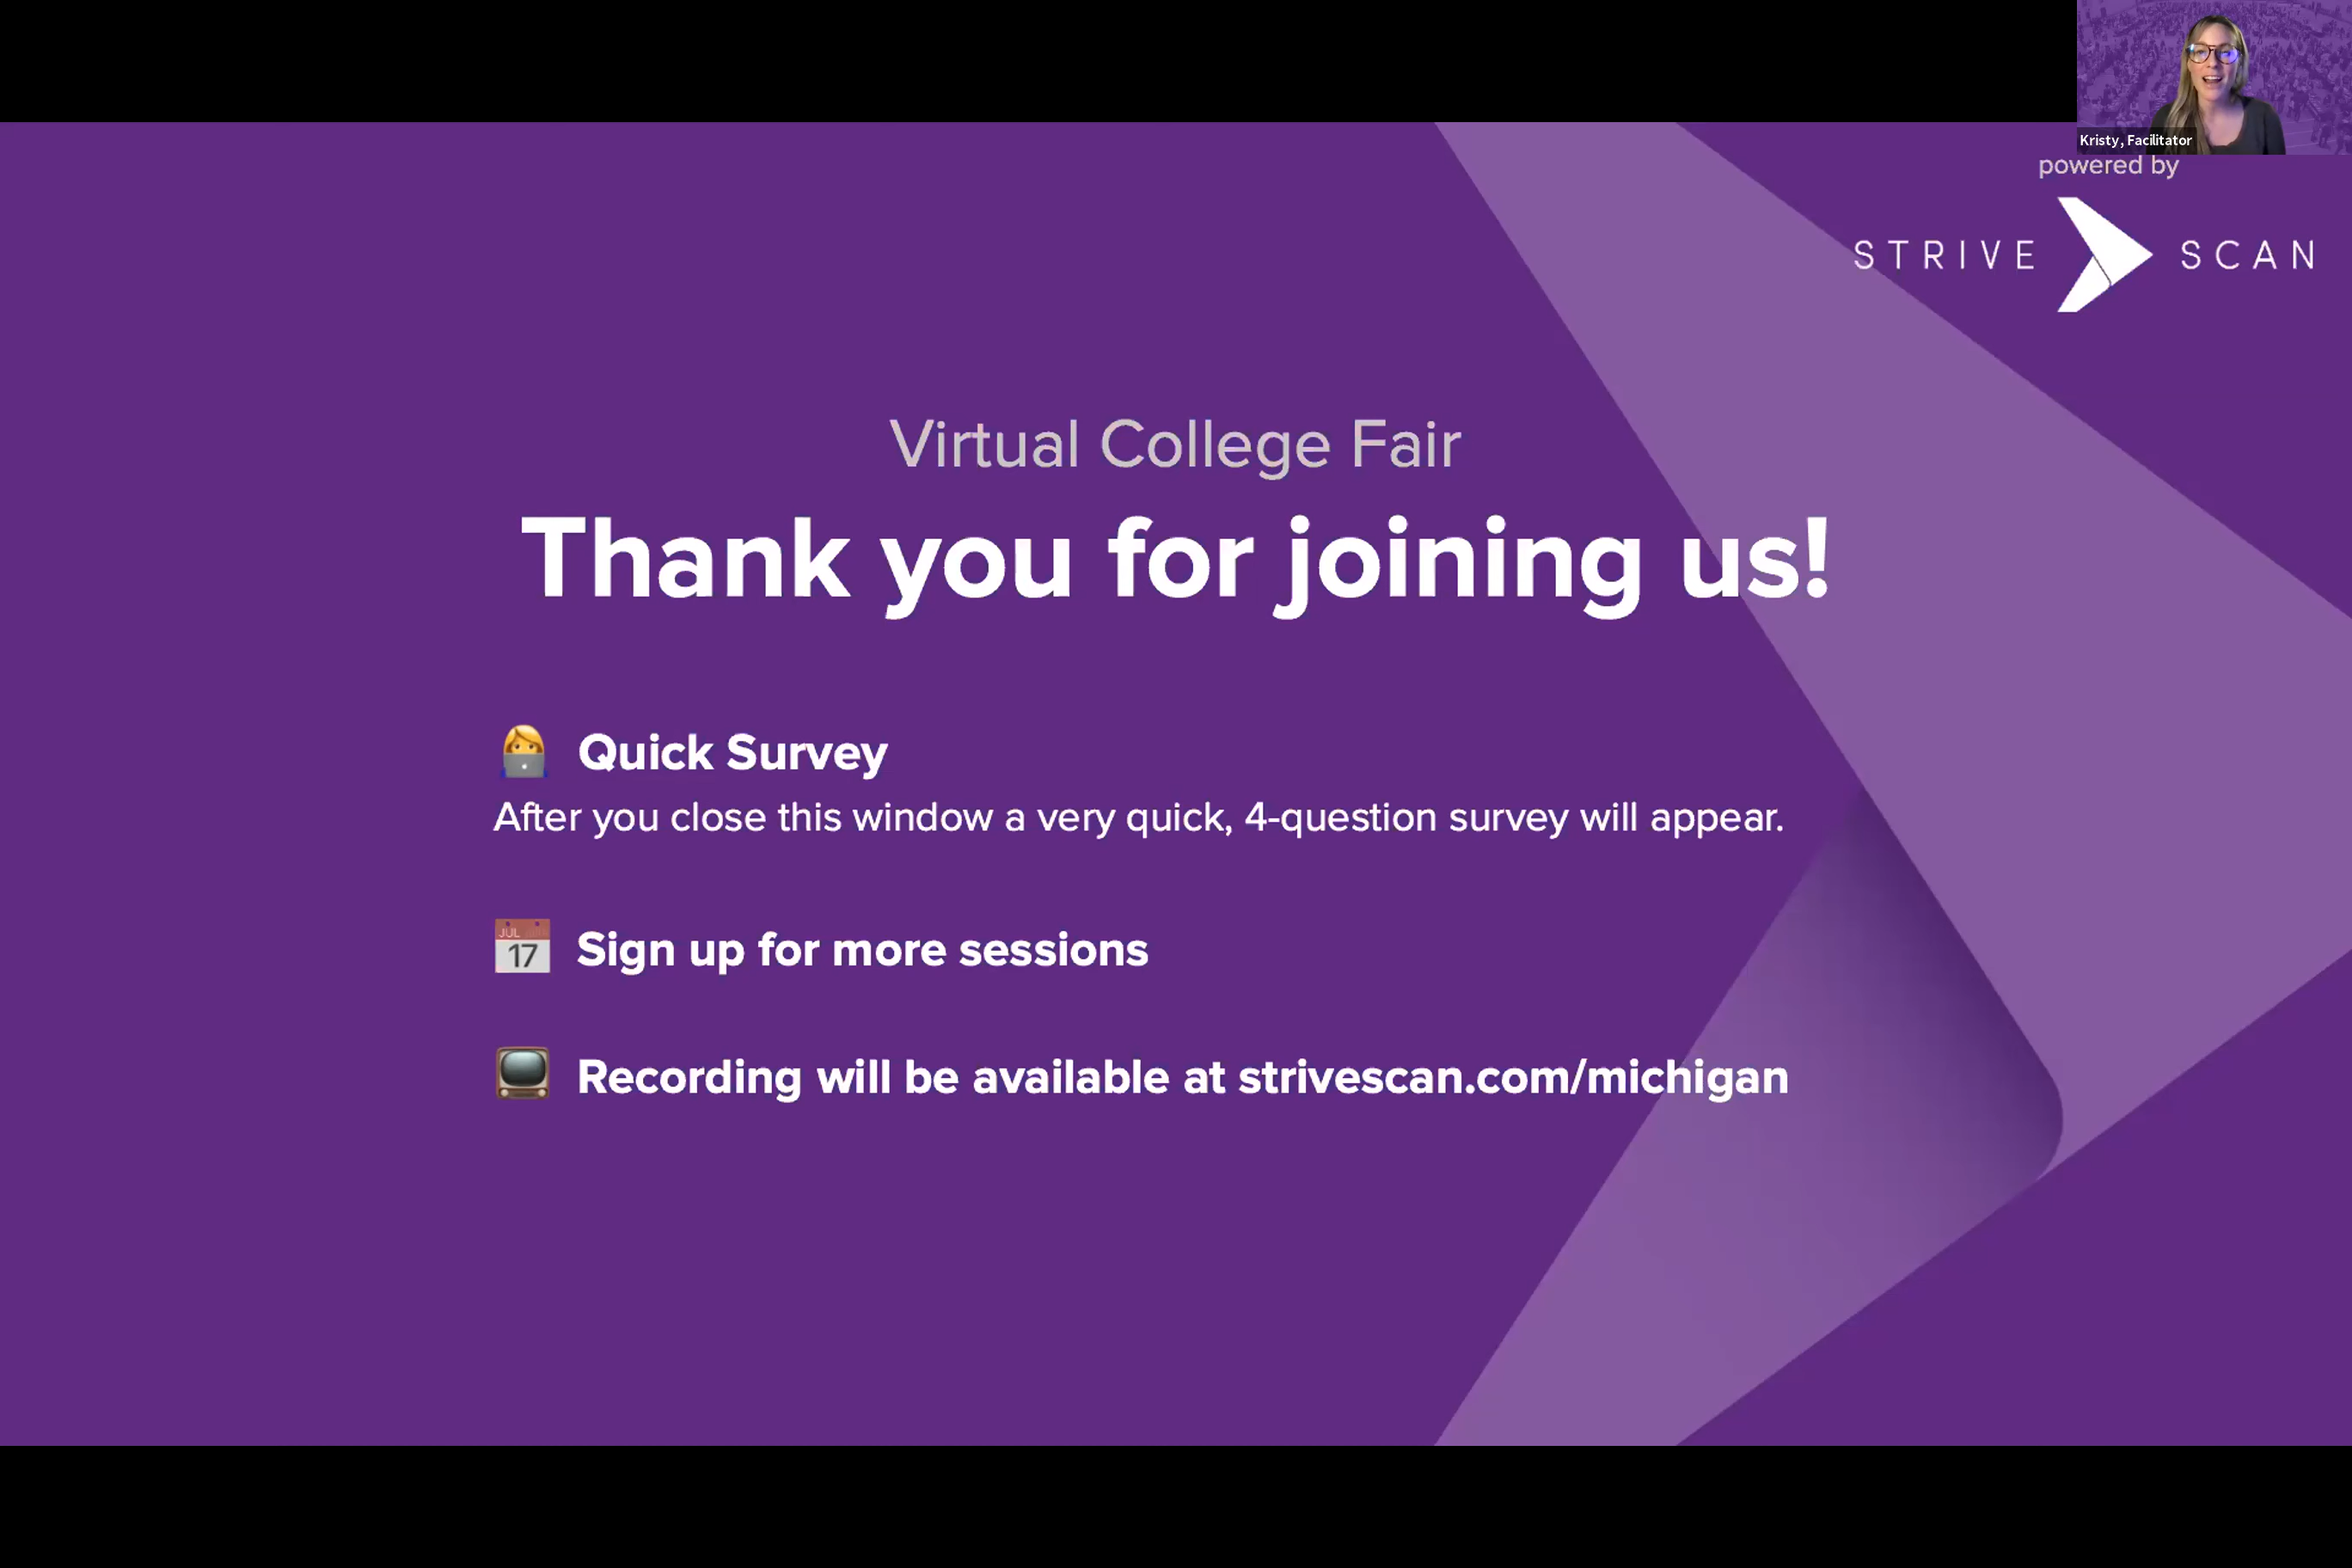 Kristy, Facilitator
powered by
STRIVE SCAN
Virtual College Fair
Thank you for joining us!
Quick Survey
After you close this window a very quick, 4-question survey will appear.
JUL
17
Sign up for more sessions
Recording will be available at strivescan.com/michigan